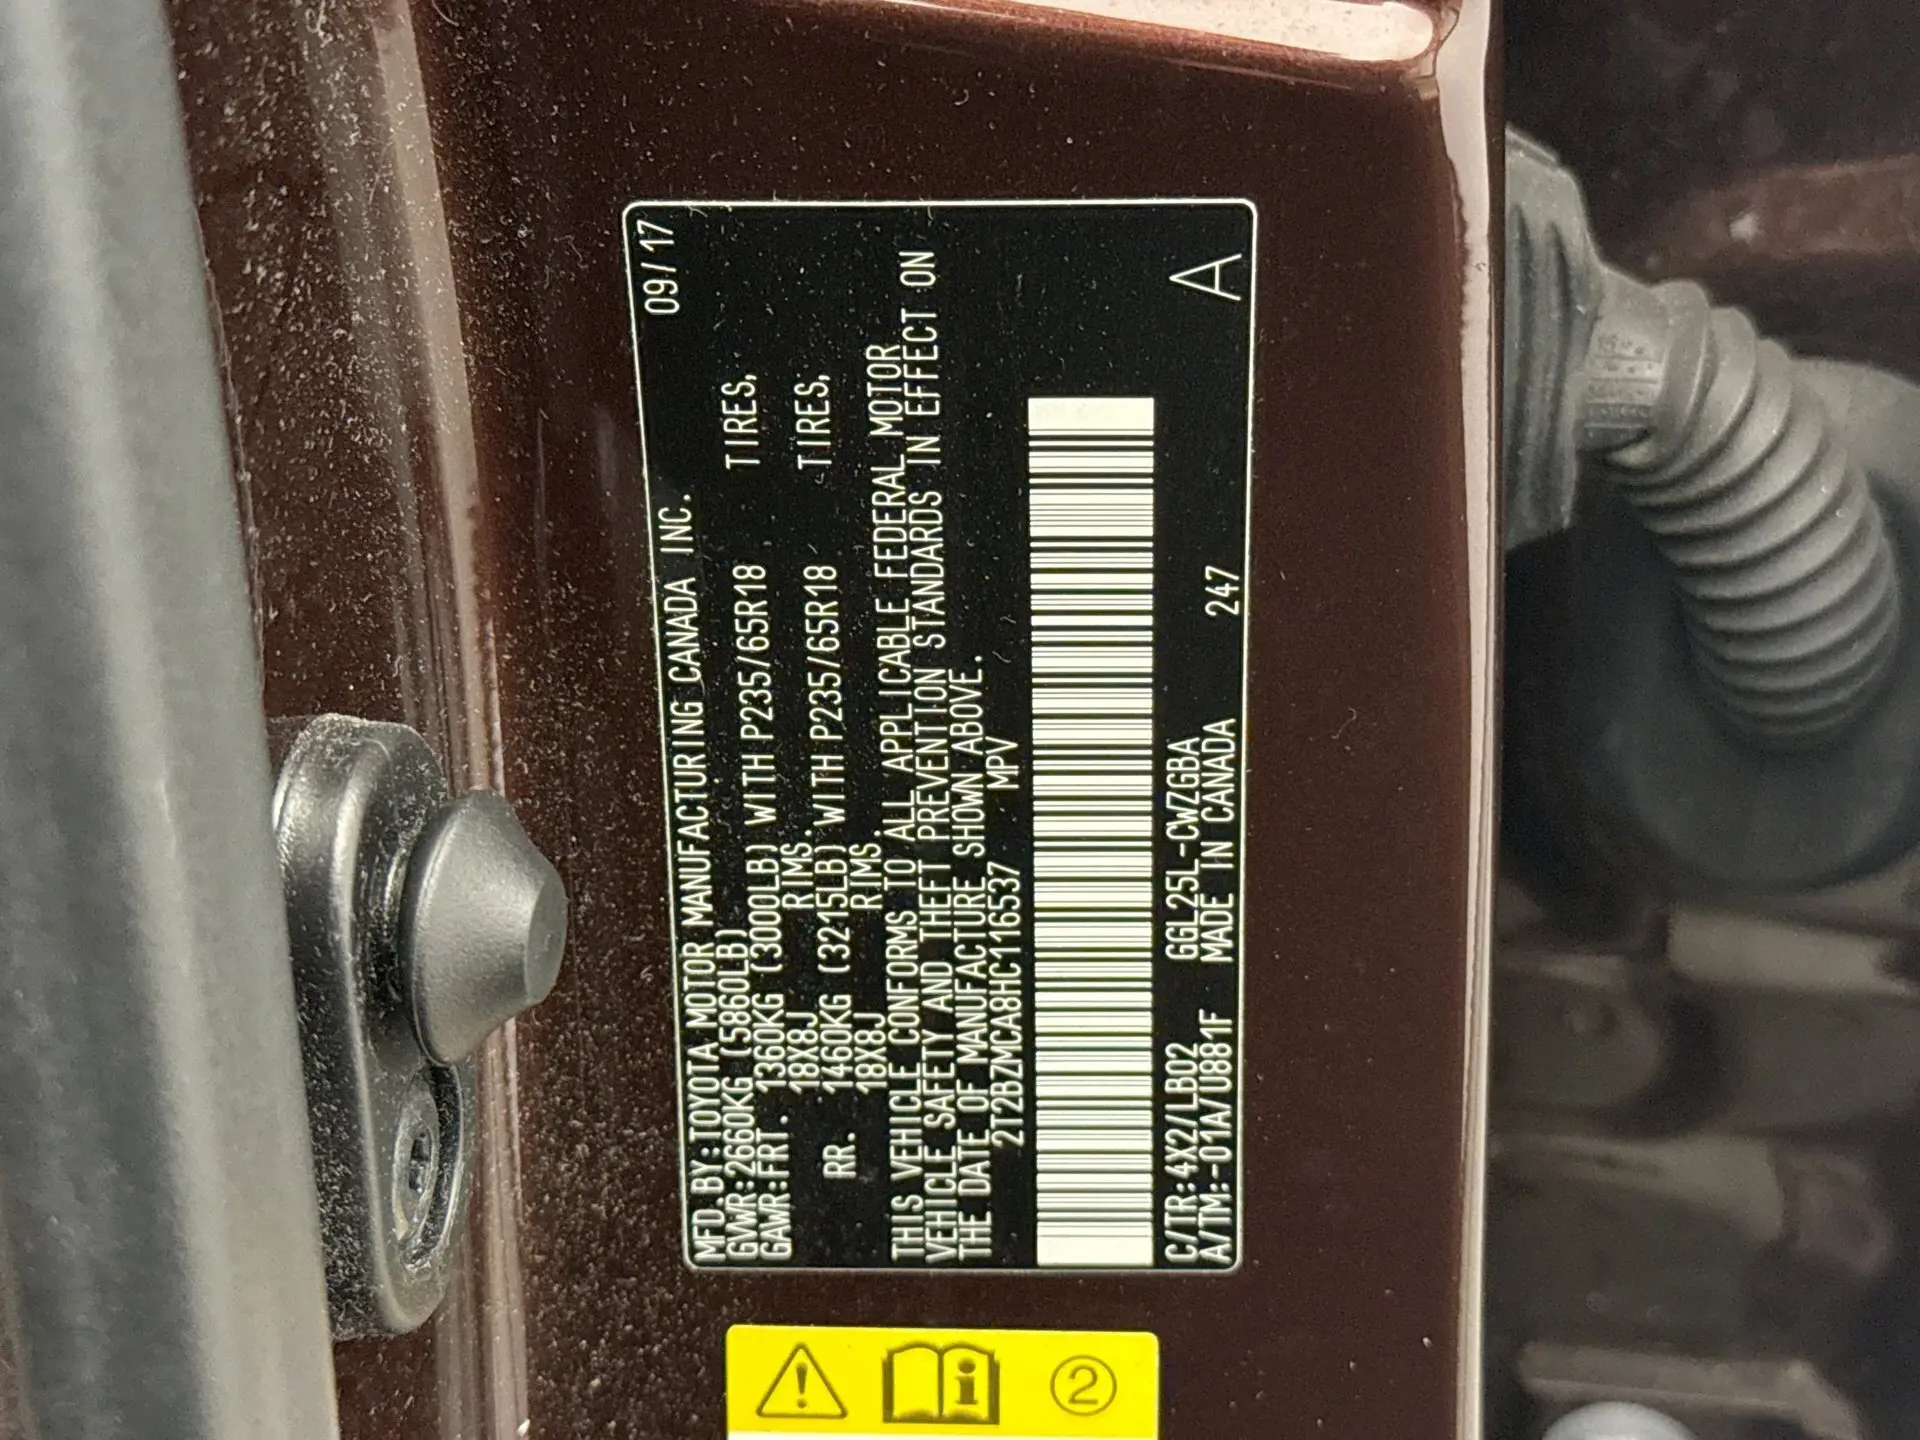 MFD.BY:TOYOTA MOTOR MANUFACTURING CANADA INC. 09/17
GVWR:2660KG (5860LB)
GAWR:FRT. 1360KG (3000LB) WITH P235/65R18 TIRES,
18X8J RIMS.
RR. 1460KG (3215LB) WITH P235/65R18 TIRES,
18X8J RIMS.
THIS VEHICLE CONFORMS TO ALL APPLICABLE FEDERAL MOTOR
VEHICLE SAFETY AND THEFT PREVENTION STANDARDS IN EFFECT ON
THE DATE OF MANUFACTURE SHOWN ABOVE.
2T2BZMCA8HC116537 MPV
C/TR:4X2/LB02 GGL25L-CWZGBA
A/TM:-01A/U881F MADE IN CANADA 247 A
2